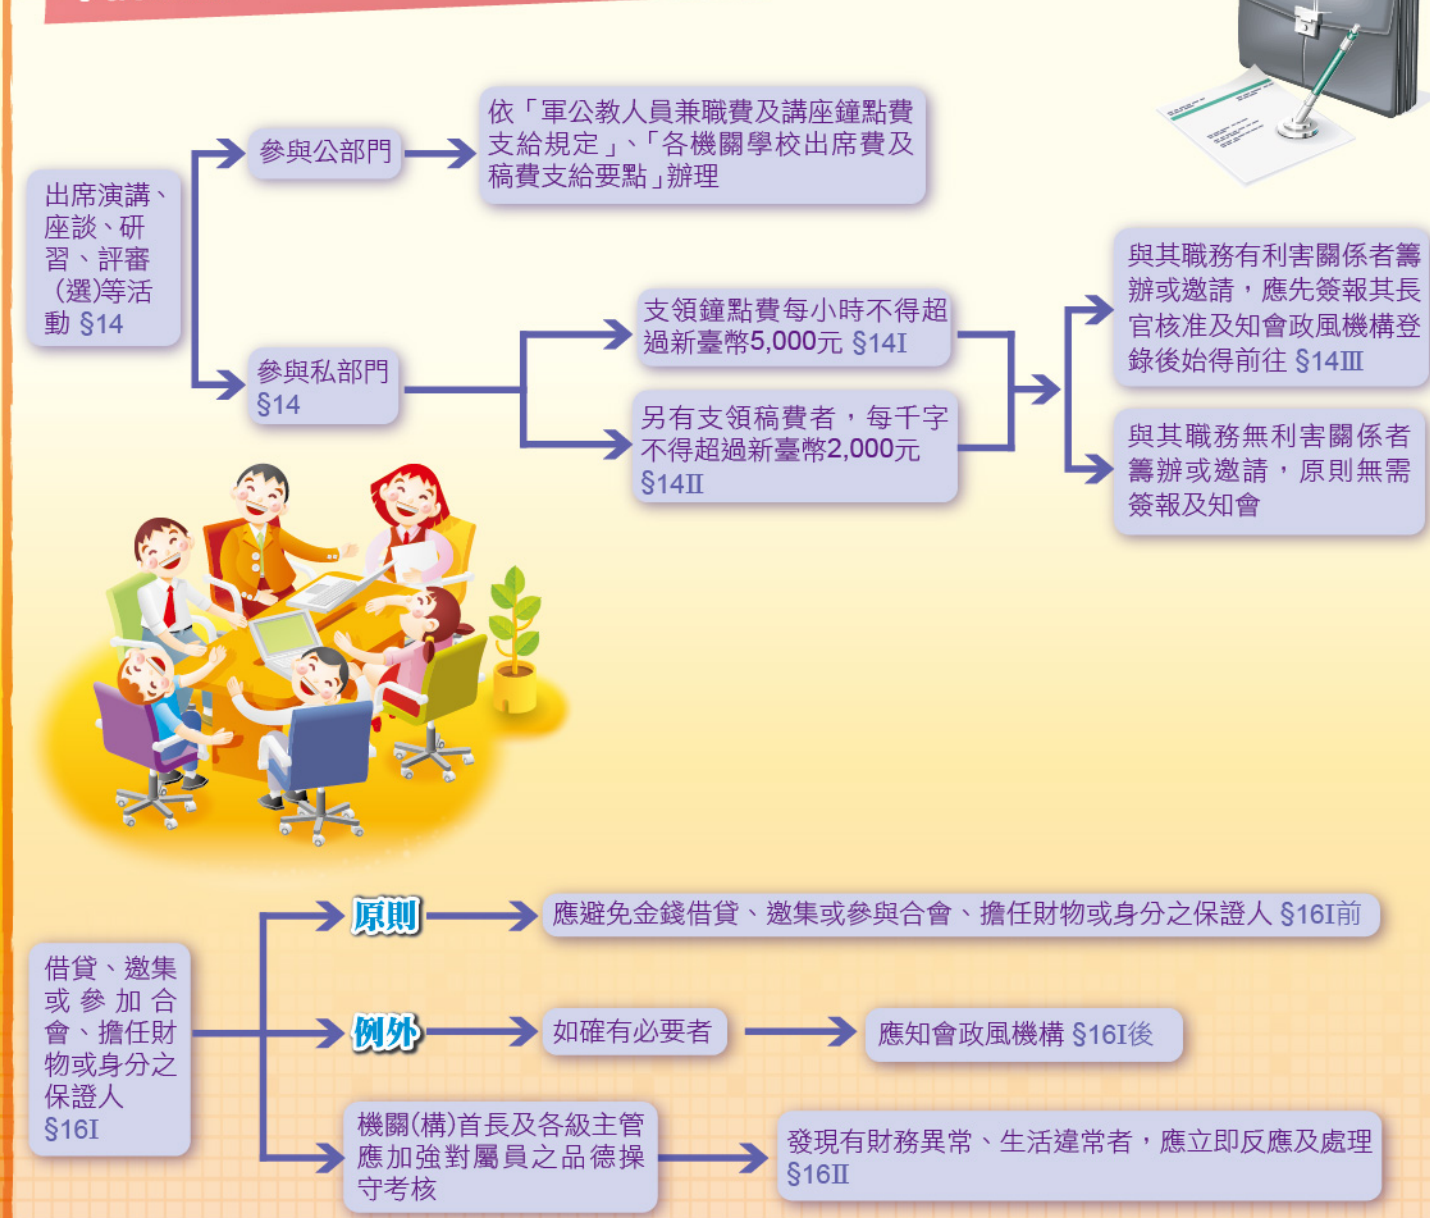 出席演講、
座談、研
習、評審
(選)等活
動 §14
參與公部門
依「軍公教人員兼職費及講座鐘點費
支給規定」、「各機關學校出席費及
稿費支給要點」辦理
參與私部門
§14
支領鐘點費每小時不得超
過新臺幣5,000元 §14I
另有支領稿費者，每千字
不得超過新臺幣2,000元
§14II
與其職務有利害關係者籌
辦或邀請，應先簽報其長
官核准及知會政風機構登
錄後始得前往 §14III
與其職務無利害關係者
籌辦或邀請，原則無需
簽報及知會
借貸、邀集
或參加合
會、擔任財
物或身分之
保證人
§16I
原則
應避免金錢借貸、邀集或參與合會、擔任財物或身分之保證人 §16I前
例外
如確有必要者
應知會政風機構 §16I後
機關(構)首長及各級主管
應加強對屬員之品德操
守考核
發現有財務異常、生活違常者，應立即反應及處理
§16II